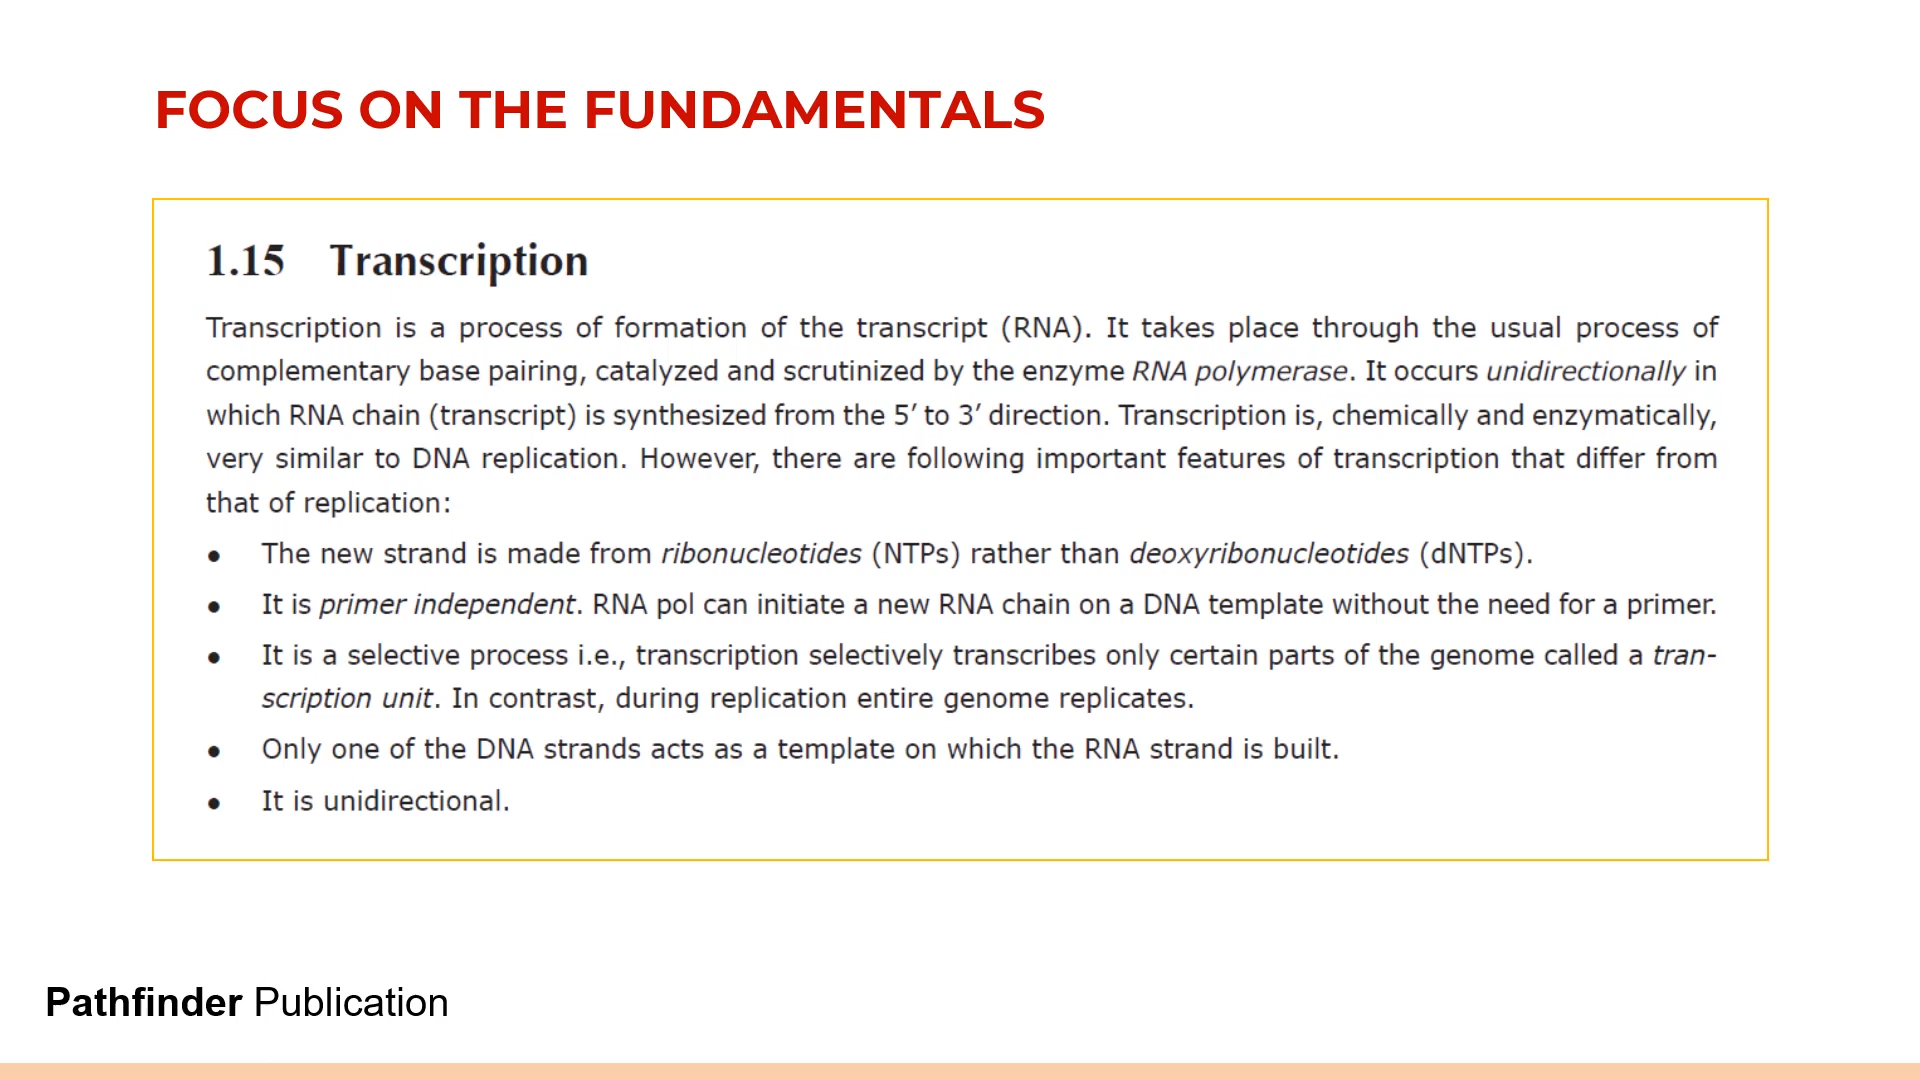 FOCUS ON THE FUNDAMENTALS
1.15 Transcription
Transcription is a process of formation of the transcript (RNA). It takes place through the usual process of
complementary base pairing, catalyzed and scrutinized by the enzyme RNA polymerase. It occurs unidirectionally in
which RNA chain (transcript) is synthesized from the 5′ to 3′ direction. Transcription is, chemically and enzymatically,
very similar to DNA replication. However, there are following important features of transcription that differ from
that of replication:
● The new strand is made from ribonucleotides (NTPs) rather than deoxyribonucleotides (dNTPs).
● It is primer independent. RNA pol can initiate a new RNA chain on a DNA template without the need for a primer.
● It is a selective process i.e., transcription selectively transcribes only certain parts of the genome called a tran-
scription unit. In contrast, during replication entire genome replicates.
● Only one of the DNA strands acts as a template on which the RNA strand is built.
● It is unidirectional.
Pathfinder Publication